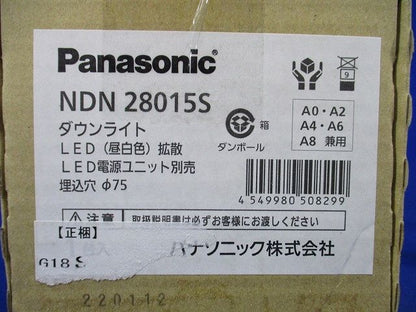 Panasonic
NDN 28015S
ダウンライト
LED（昼白色）拡散
LED電源ユニット別売
埋込穴 φ75
箱
ダンボール
9
A0・A2
A4・A6
A8 兼用
4 549980 508299
注意 取扱説明書は必ずお客様にお渡しください。
【正梱】
パナソニック株式会社
G18 S
220112